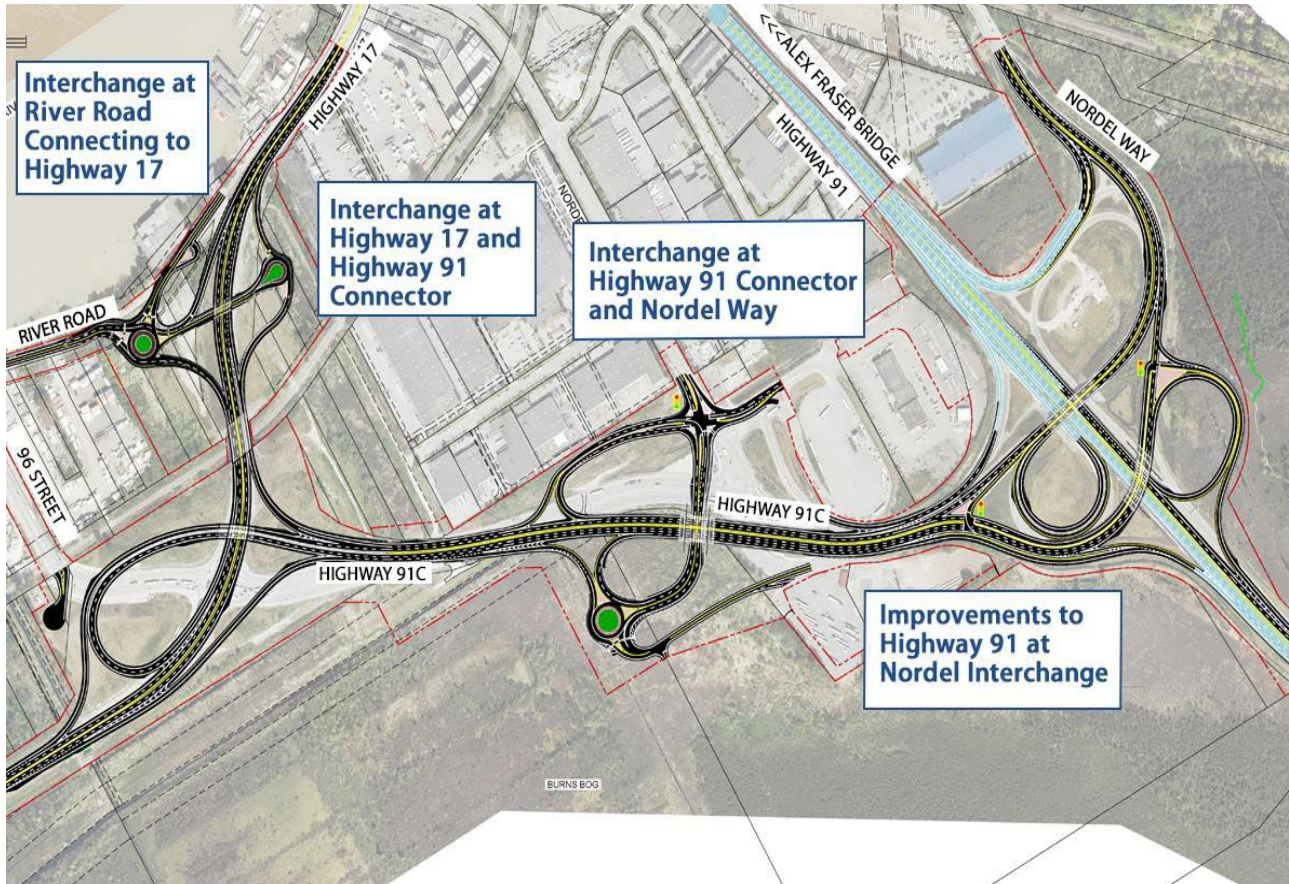 Interchange at
River Road
Connecting to
Highway 17
HIGHWAY 17
Interchange at
Highway 17 and
Highway 91
Connector
Interchange at
Highway 91 Connector
and Nordel Way
<<ALEX FRASER BRIDGE
HIGHWAY 91
NORDEL WAY
RIVER ROAD
96 STREET
HIGHWAY 91C
HIGHWAY 91C
Improvements to
Highway 91 at
Nordel Interchange
BURNS BOG